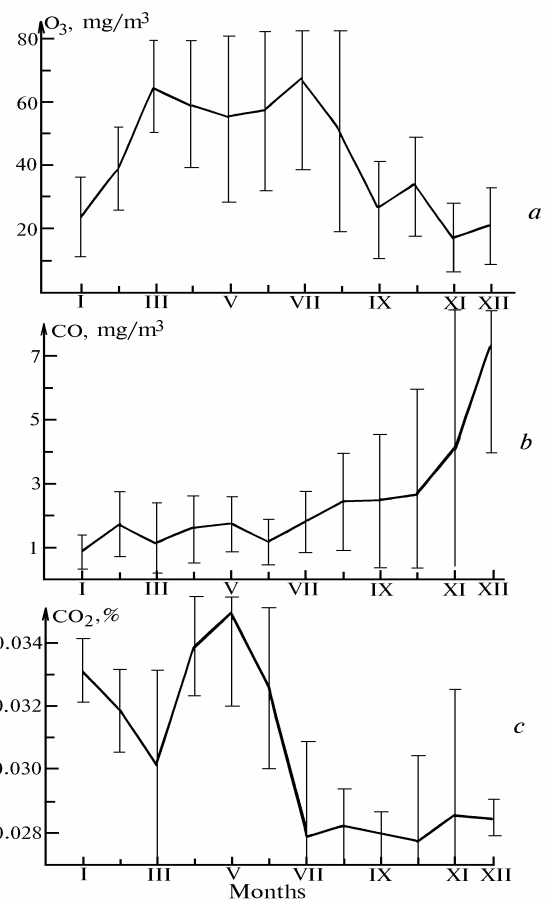 O₃, mg/m³
80
60
40
20
a
I III V VII IX XI XII
CO, mg/m³
7
5
3
1
b
I III V VII IX XI XII
CO₂,%
0.034
0.032
0.030
0.028
c
I III V VII IX XI XII
Months